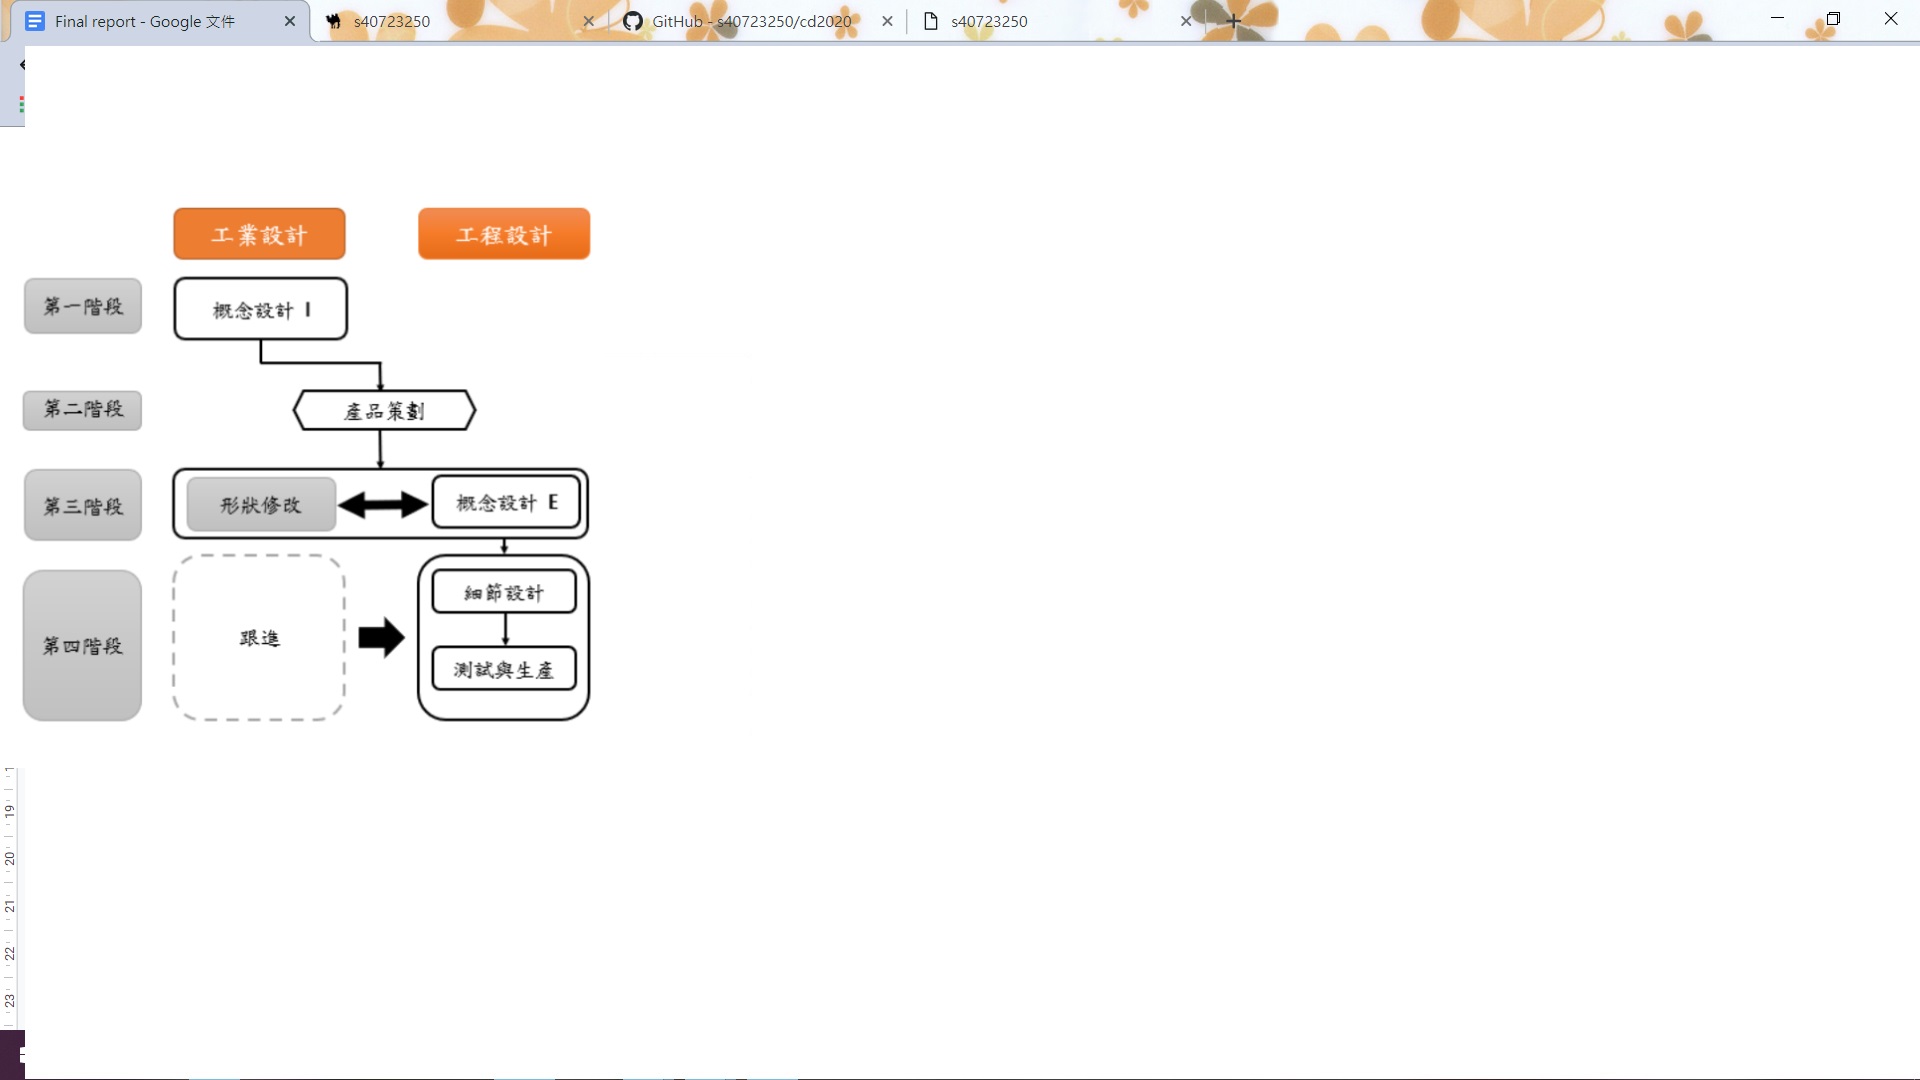 Final report - Google 文件
s40723250
GitHub - s40723250/cd2020
s40723250
工業設計
工程設計
第一階段
概念設計 I
第二階段
產品策劃
第三階段
形狀修改
概念設計 E
第四階段
跟進
細節設計
測試與生產
19
20
21
22
23